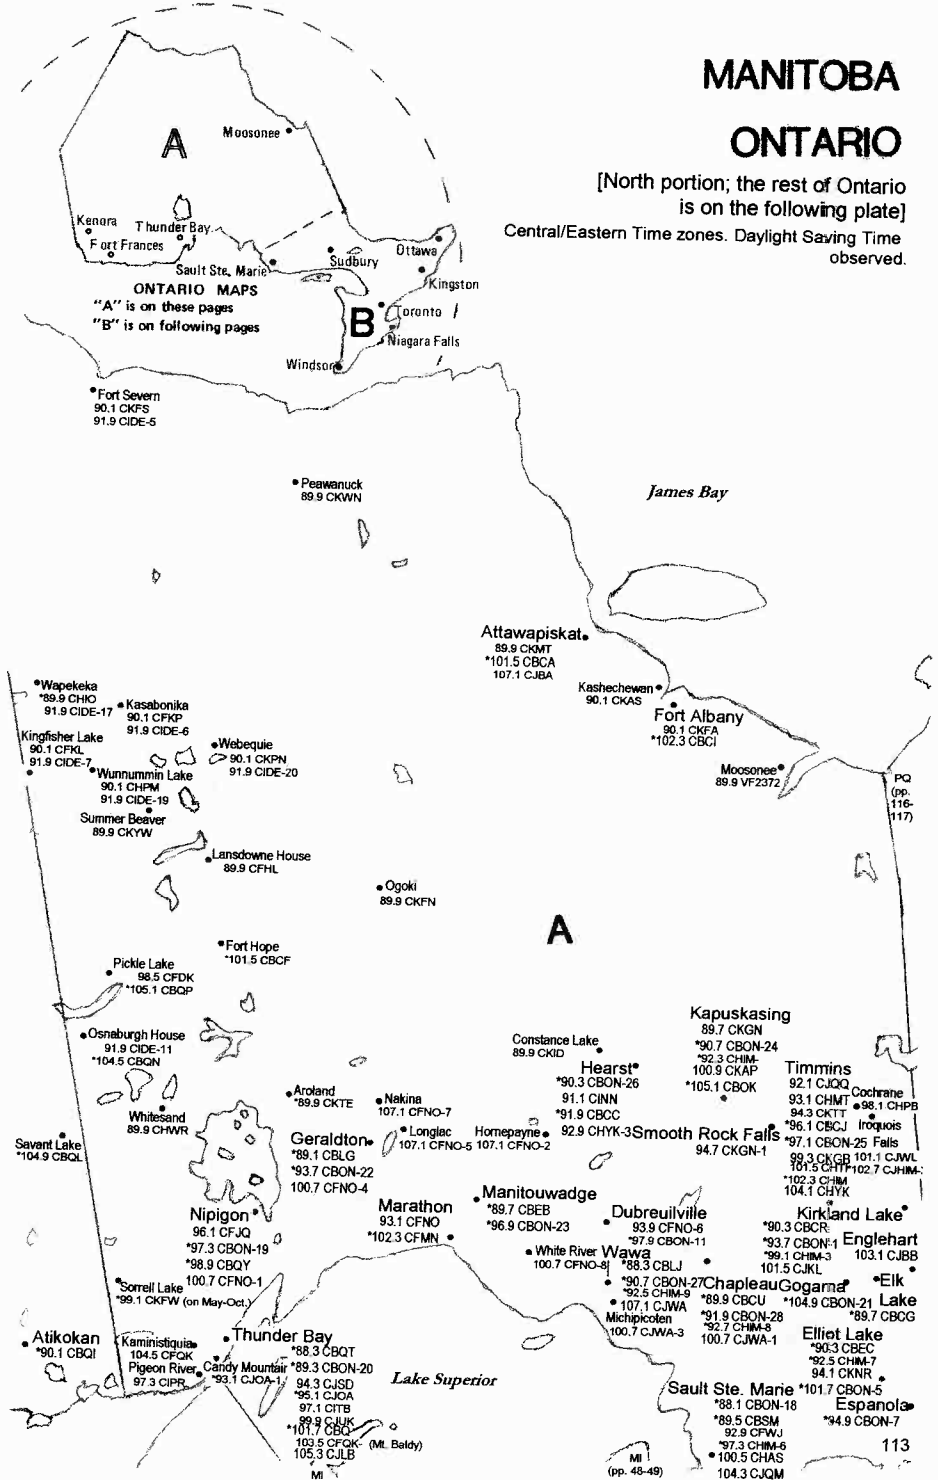 MANITOBA
ONTARIO
[North portion; the rest of Ontario
is on the following plate]
Central/Eastern Time zones. Daylight Saving Time
observed.
Moosonee
A
Kenora
Thunder Bay
Fort Frances
Sault Ste. Marie
Sudbury
Ottawa
Kingston
ONTARIO MAPS
"A" is on these pages
"B" is on following pages
B
Toronto
Niagara Falls
Windsor
Fort Severn
90.1 CKFS
91.9 CIDE-5
Peawanuck
89.9 CKWN
James Bay
Attawapiskat
89.9 CKMT
*101.5 CBCA
107.1 CJBA
Kashechewan
90.1 CKAS
Fort Albany
90.1 CKFA
*102.3 CBCI
Moosonee
89.9 VF2372
PQ
(pp.
116-
117)
Wapekeka
*89.9 CHIO
91.9 CIDE-17
Kasabonika
90.1 CFKP
91.9 CIDE-6
Kingfisher Lake
90.1 CFKL
91.9 CIDE-7
Webequie
90.1 CKPN
91.9 CIDE-20
Wunnummin Lake
90.1 CHPM
91.9 CIDE-19
Summer Beaver
89.9 CKYW
Lansdowne House
89.9 CFHL
Ogoki
89.9 CKFN
A
Fort Hope
*101.5 CBCF
Pickle Lake
98.5 CFDK
*105.1 CBQP
Osnaburgh House
91.9 CIDE-11
*104.5 CBQN
Whitesand
89.9 CHWR
Savant Lake
*104.9 CBQL
Aroland
*89.9 CKTE
Nakina
107.1 CFNO-7
Geraldton
*89.1 CBLG
*93.7 CBON-22
100.7 CFNO-4
Longlac
107.1 CFNO-5
Hornepayne
107.1 CFNO-2
Constance Lake
89.9 CKID
Hearst
*90.3 CBON-26
91.1 CINN
*91.9 CBCC
92.9 CHYK-3
Kapuskasing
89.7 CKGN
*90.7 CBON-24
*92.3 CHIM-
100.9 CKAP
*105.1 CBOK
Smooth Rock Falls
94.7 CKGN-1
Timmins
92.1 CJQQ
93.1 CHMT
94.3 CKTT
*96.1 CBCJ
*97.1 CBON-25
99.3 CKGB
101.5 CHTP
*102.3 CHIM
104.1 CHYK
Cochrane
98.1 CHPB
Iroquois
Falls
101.1 CJWL
*102.7 CJHIM-
Nipigon
96.1 CFJQ
*97.3 CBON-19
*98.9 CBQY
100.7 CFNO-1
Marathon
93.1 CFNO
*102.3 CFMN
Manitouwadge
*89.7 CBEB
*96.9 CBON-23
Dubreuilville
93.9 CFNO-6
*97.9 CBON-11
White River
100.7 CFNO-8
Wawa
*88.3 CBLJ
*90.7 CBON-27
*92.5 CHIM-9
107.1 CJWA
Michipicoten
100.7 CJWA-3
Chapleau
*89.9 CBCU
*91.9 CBON-28
*92.7 CHIM-8
100.7 CJWA-1
Gogama
*104.9 CBON-21
Kirkland Lake
*90.3 CBCR
*93.7 CBON-1
*99.1 CHIM-3
101.5 CJKL
Englehart
103.1 CJBB
Elk
Lake
*89.7 CBCG
Sorrell Lake
*99.1 CKFW (on May-Oct.)
Atikokan
*90.1 CBQI
Kaministiquia
104.5 CFQK
Pigeon River
97.3 CIPR
Candy Mountain
*93.1 CJOA-1
Thunder Bay
*88.3 CBQT
*89.3 CBON-20
94.3 CJSD
*95.1 CJOA
97.1 CITB
99.9 CJUK
*101.7 CBQ
103.5 CFQK- (Mt. Baldy)
105.3 CJLB
MI
Lake Superior
Elliot Lake
*90.3 CBEC
*92.5 CHIM-7
94.1 CKNR
*101.7 CBON-5
Espanola
*94.9 CBON-7
Sault Ste. Marie
*88.1 CBON-18
*89.5 CBSM
92.9 CFWJ
*97.3 CHIM-6
100.5 CHAS
104.3 CJQM
MI
(pp. 48-49)
113